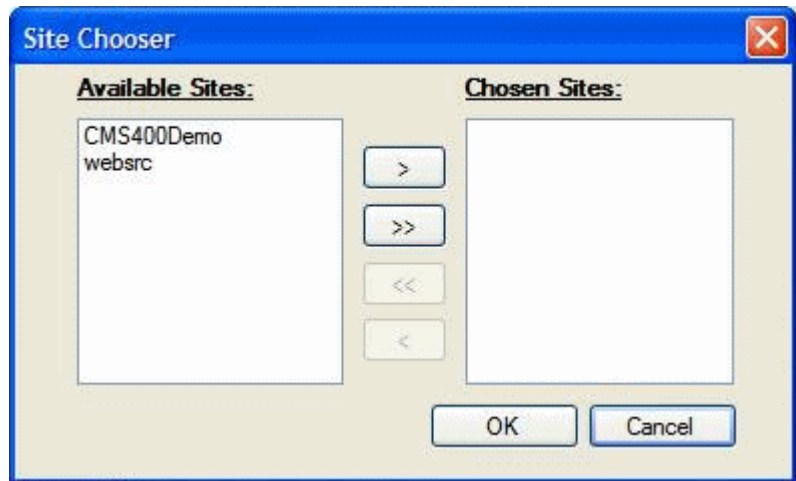 Site Chooser
Available Sites:
Chosen Sites:
CMS400Demo
websrc
>
>>
<<
<
OK
Cancel